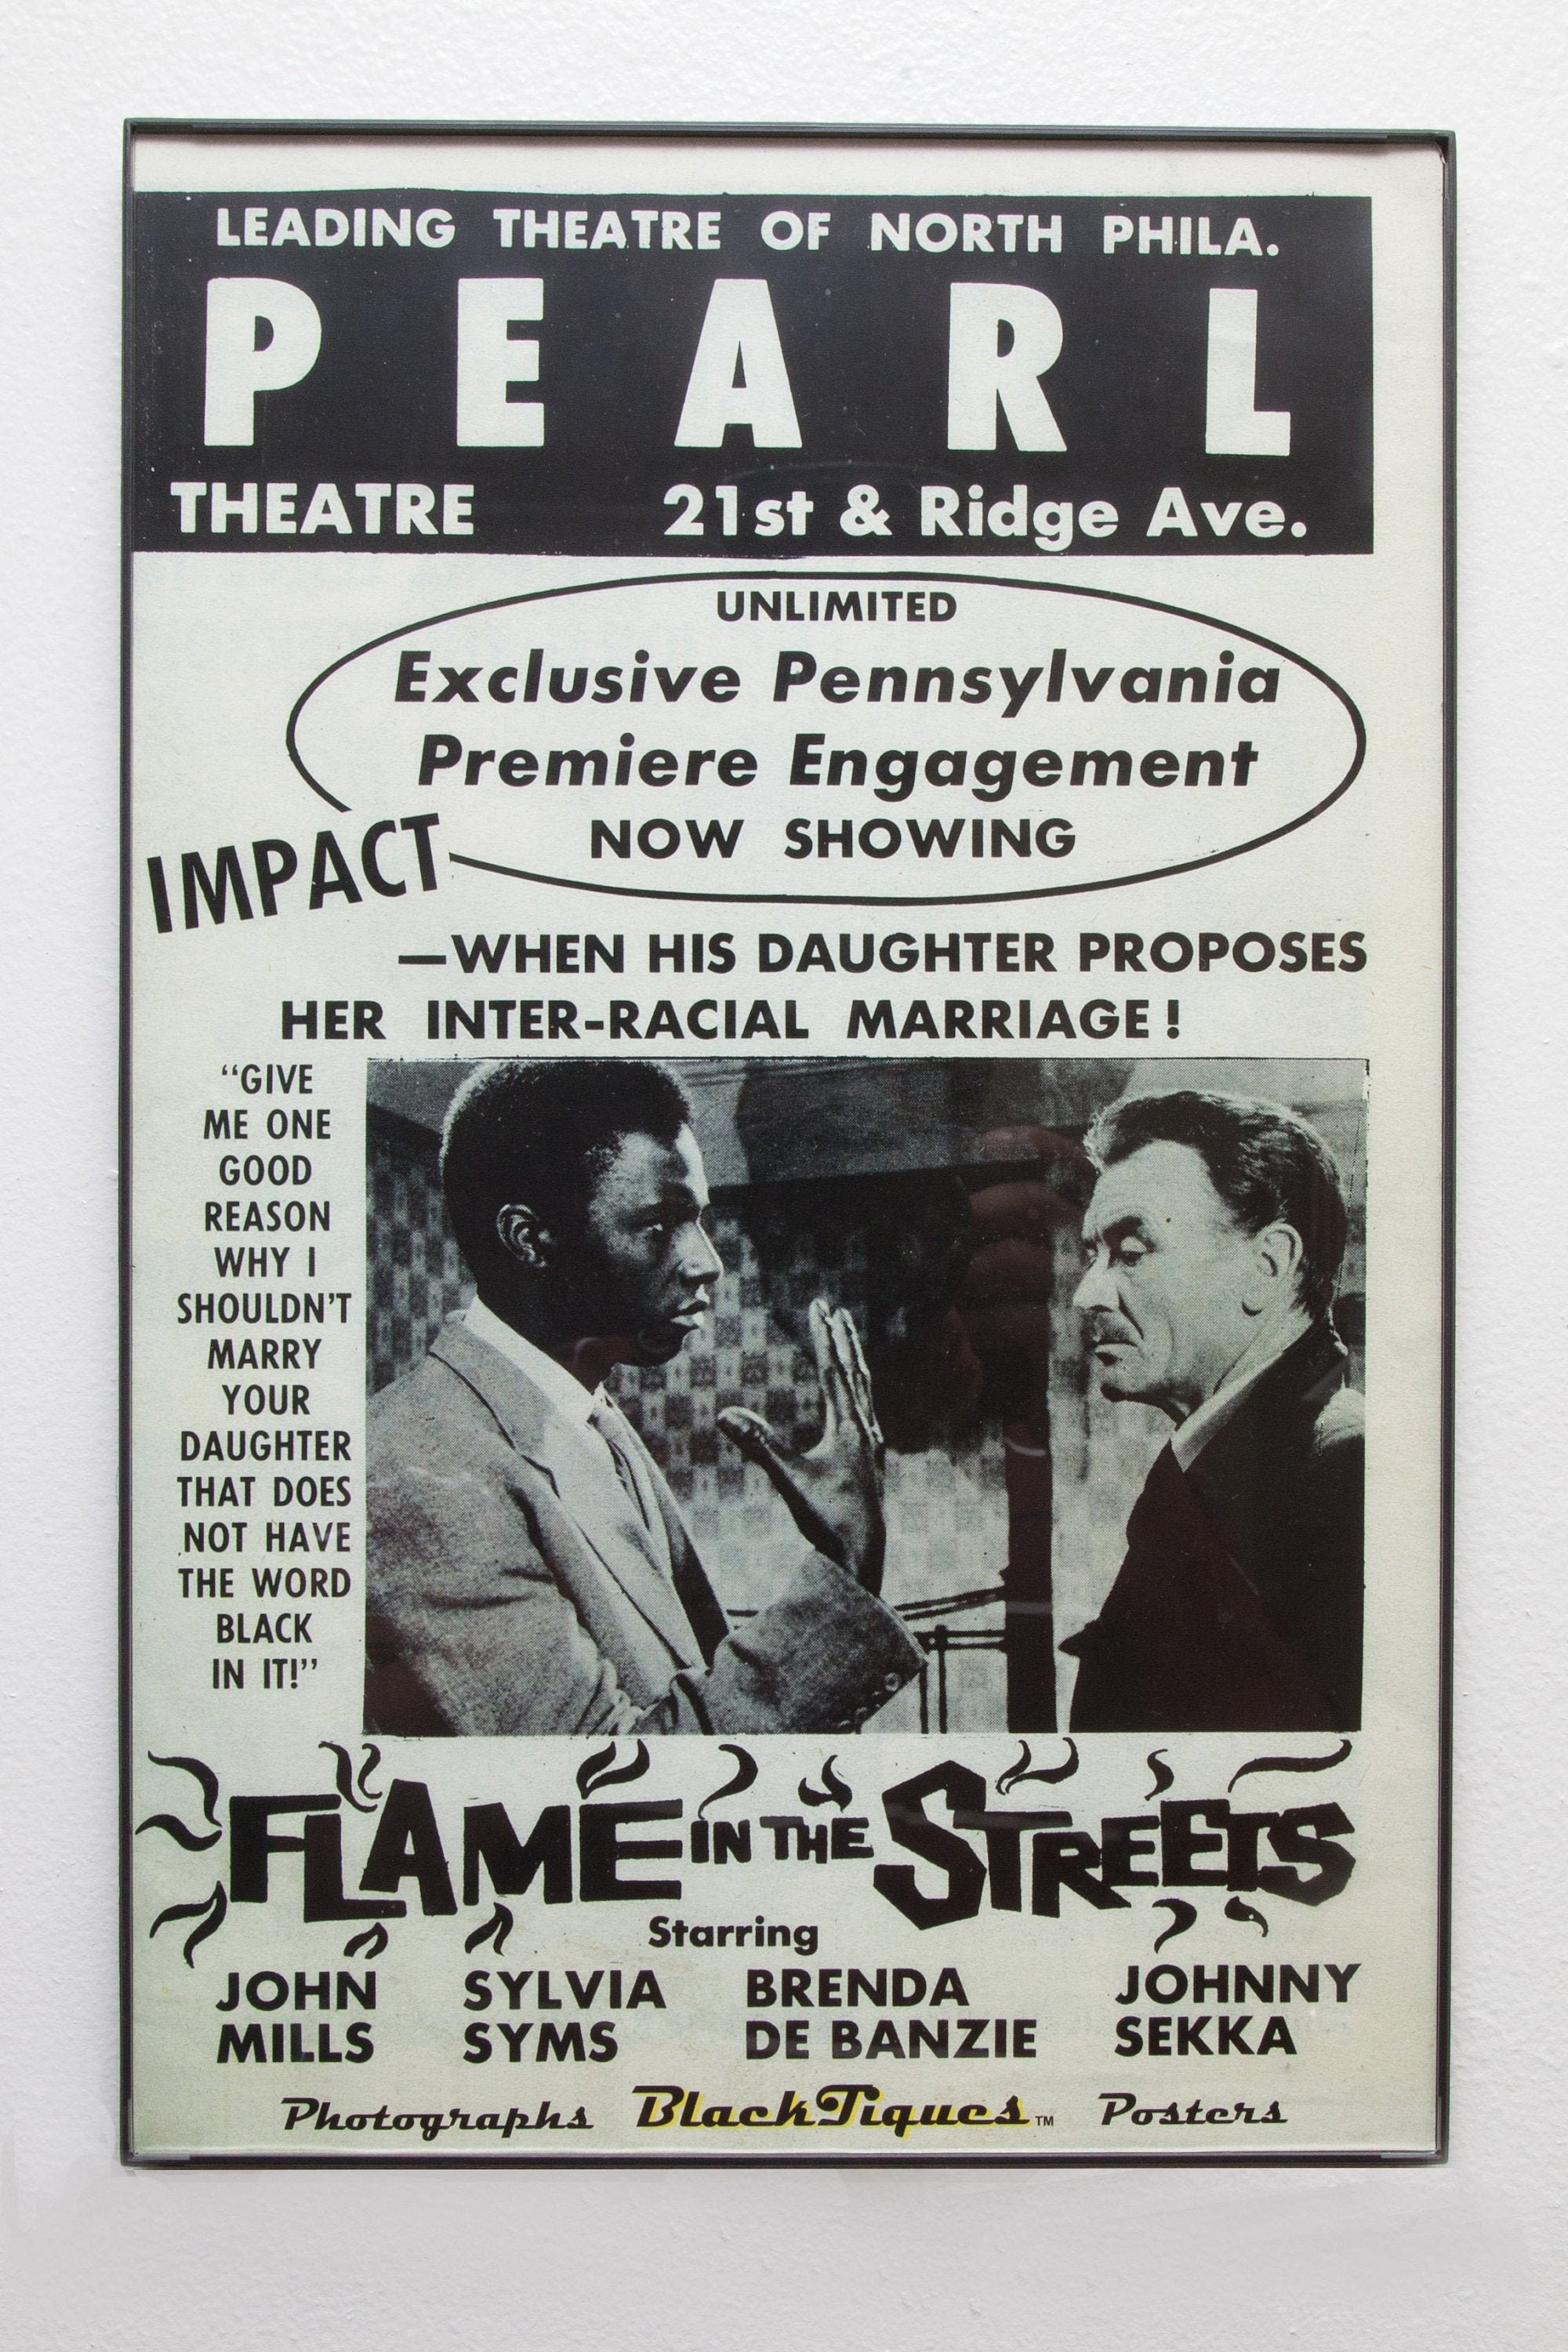 LEADING THEATRE OF NORTH PHILA.
PEARL
THEATRE 21st & Ridge Ave.
UNLIMITED
Exclusive Pennsylvania
Premiere Engagement
NOW SHOWING
IMPACT
—WHEN HIS DAUGHTER PROPOSES
HER INTER-RACIAL MARRIAGE!
“GIVE
ME ONE
GOOD
REASON
WHY I
SHOULDN'T
MARRY
YOUR
DAUGHTER
THAT DOES
NOT HAVE
THE WORD
BLACK
IN IT!”
FLAME IN THE STREETS
Starring
JOHN SYLVIA BRENDA JOHNNY
MILLS SYMS DE BANZIE SEKKA
Photographs BlackTiques™ Posters